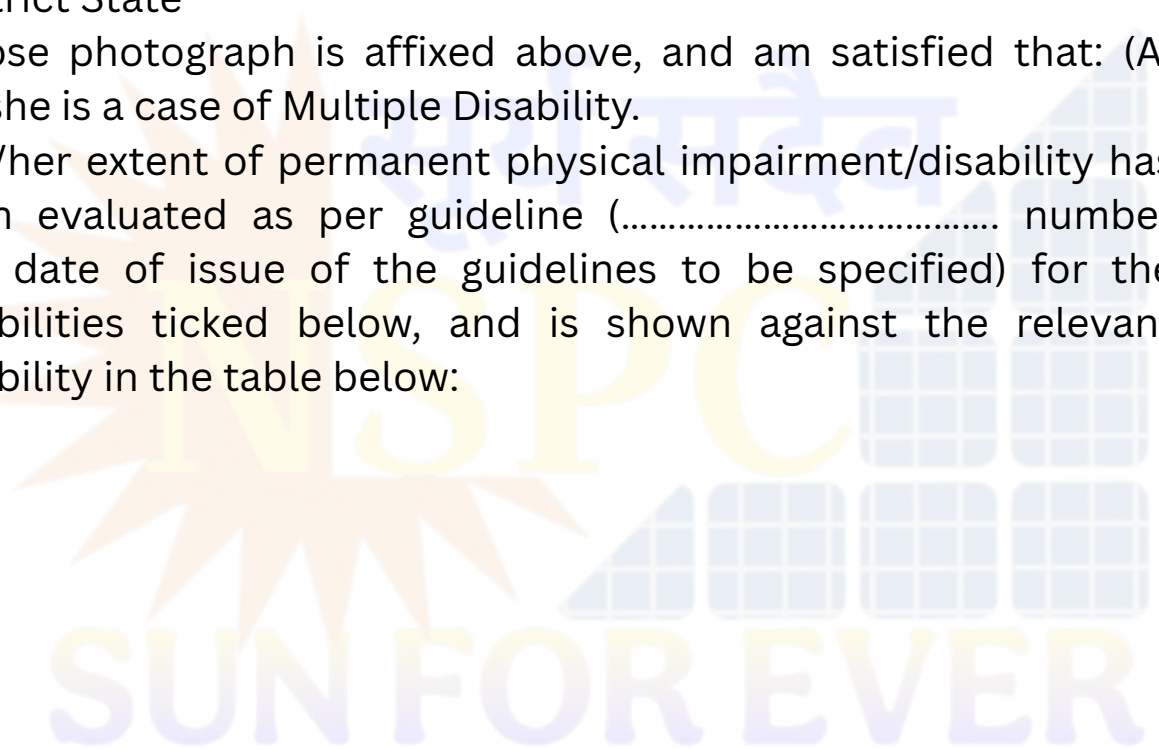 trict State
ose photograph is affixed above, and am satisfied that: (A
she is a case of Multiple Disability.
/her extent of permanent physical impairment/disability has
n evaluated as per guideline (…………………………………. numbe
date of issue of the guidelines to be specified) for the
bilities ticked below, and is shown against the relevan
bility in the table below:
सूर्य सदैव
NSPC
SUN FOR EVER